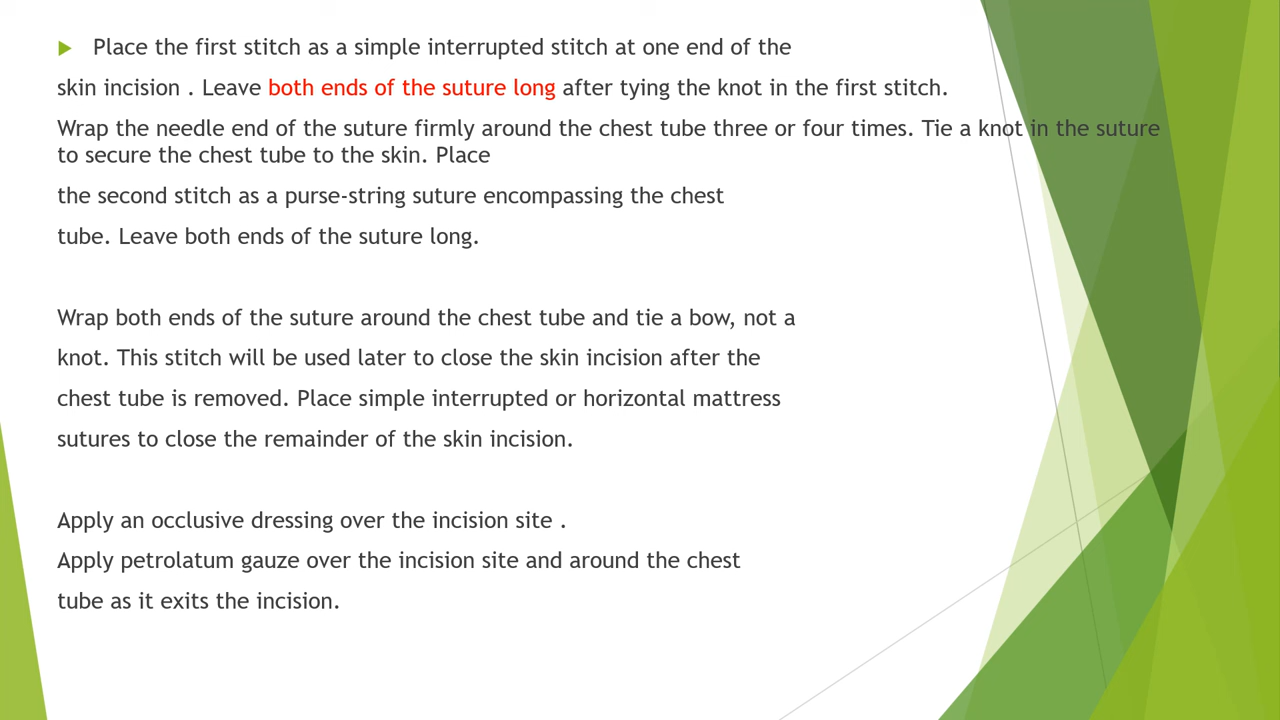 Place the first stitch as a simple interrupted stitch at one end of the
skin incision . Leave both ends of the suture long after tying the knot in the first stitch.
Wrap the needle end of the suture firmly around the chest tube three or four times. Tie a knot in the suture
to secure the chest tube to the skin. Place
the second stitch as a purse-string suture encompassing the chest
tube. Leave both ends of the suture long.
Wrap both ends of the suture around the chest tube and tie a bow, not a
knot. This stitch will be used later to close the skin incision after the
chest tube is removed. Place simple interrupted or horizontal mattress
sutures to close the remainder of the skin incision.
Apply an occlusive dressing over the incision site .
Apply petrolatum gauze over the incision site and around the chest
tube as it exits the incision.